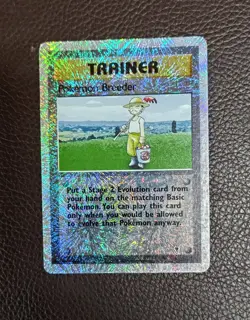 TRAINER
Pokémon Breeder
Put a Stage 2 Evolution card from
your hand on the matching Basic
Pokémon. You can play this card
only when you would be allowed
to evolve that Pokémon anyway.